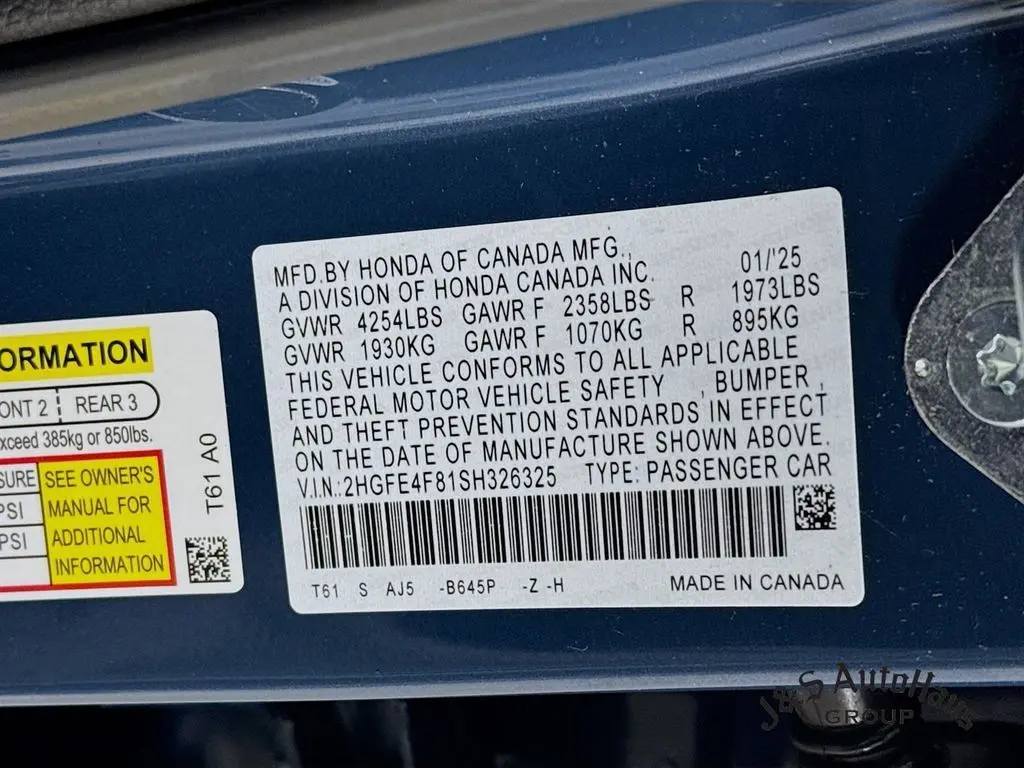 ORMATION
ONT 2 REAR 3
xceed 385kg or 850lbs.
SURE
PSI
PSI
SEE OWNER'S
MANUAL FOR
ADDITIONAL
INFORMATION
T61 A0
MFD.BY HONDA OF CANADA MFG.,
A DIVISION OF HONDA CANADA INC. 01/'25
GVWR 4254LBS GAWR F 2358LBS R 1973LBS
GVWR 1930KG GAWR F 1070KG R 895KG
THIS VEHICLE CONFORMS TO ALL APPLICABLE
FEDERAL MOTOR VEHICLE SAFETY , BUMPER ,
AND THEFT PREVENTION STANDARDS IN EFFECT
ON THE DATE OF MANUFACTURE SHOWN ABOVE.
V.I.N.:2HGFE4F81SH326325 TYPE: PASSENGER CAR
T61 S AJ5 -B645P -Z -H MADE IN CANADA
AutoHaus
GROUP